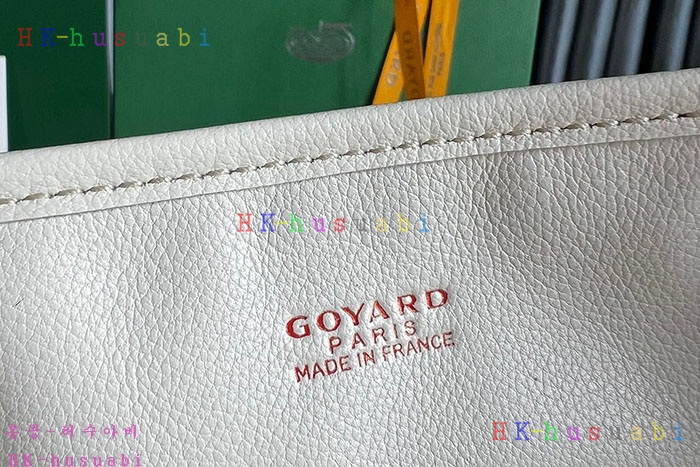 HK-husuabi
HK-husuabi
GOYARD
PARIS
MADE IN FRANCE
홍콩-허수아비
HK-husuabi
HK-husuabi